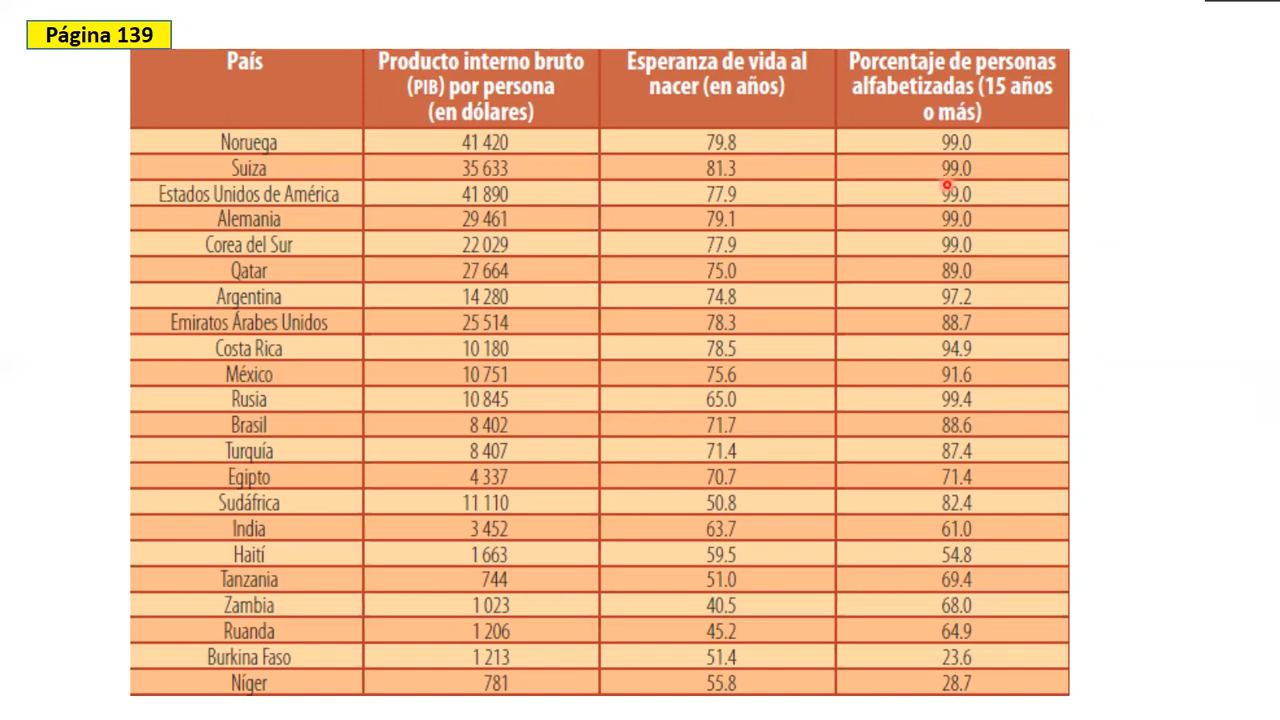 Página 139
País Producto interno bruto (PIB) por persona (en dólares) Esperanza de vida al nacer (en años) Porcentaje de personas alfabetizadas (15 años o más)
Noruega 41 420 79.8 99.0
Suiza 35 633 81.3 99.0
Estados Unidos de América 41 890 77.9 99.0
Alemania 29 461 79.1 99.0
Corea del Sur 22 029 77.9 99.0
Qatar 27 664 75.0 89.0
Argentina 14 280 74.8 97.2
Emiratos Árabes Unidos 25 514 78.3 88.7
Costa Rica 10 180 78.5 94.9
México 10 751 75.6 91.6
Rusia 10 845 65.0 99.4
Brasil 8 402 71.7 88.6
Turquía 8 407 71.4 87.4
Egipto 4 337 70.7 71.4
Sudáfrica 11 110 50.8 82.4
India 3 452 63.7 61.0
Haití 1 663 59.5 54.8
Tanzania 744 51.0 69.4
Zambia 1 023 40.5 68.0
Ruanda 1 206 45.2 64.9
Burkina Faso 1 213 51.4 23.6
Níger 781 55.8 28.7